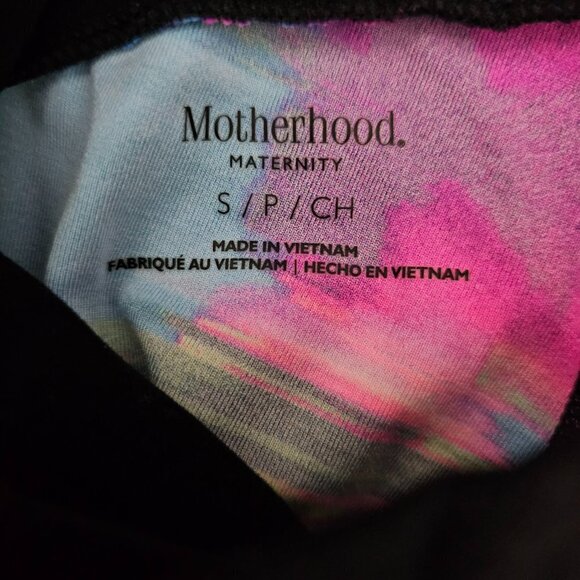 Motherhood®
MATERNITY
S / P / CH
MADE IN VIETNAM
FABRIQUÉ AU VIETNAM | HECHO EN VIETNAM